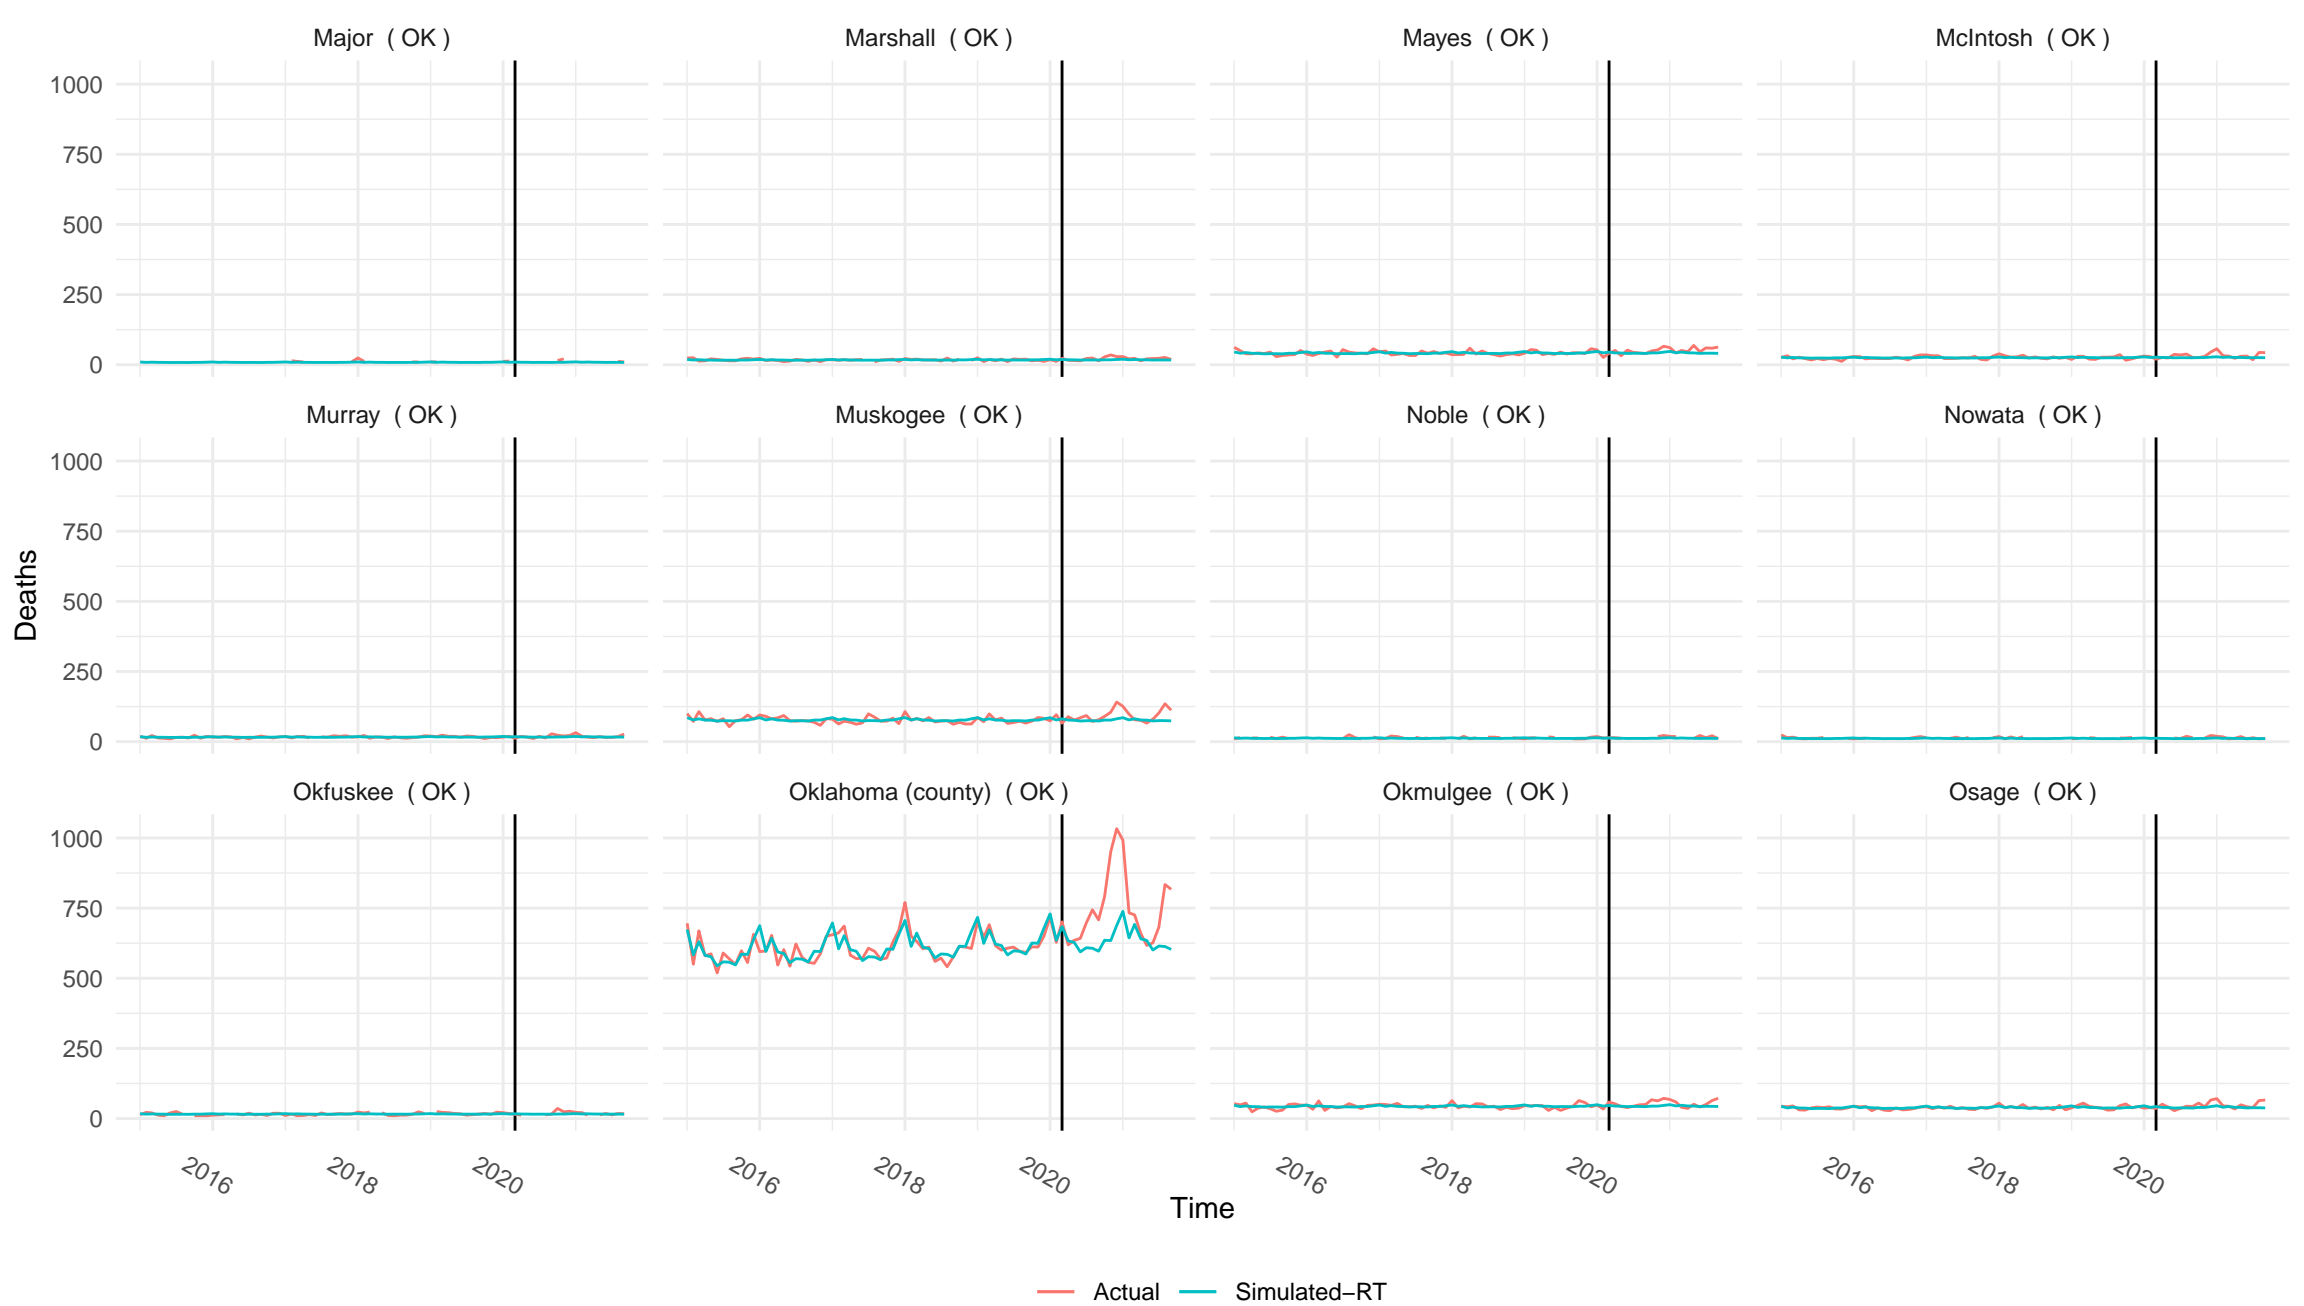 Major ( OK ) Marshall ( OK ) Mayes ( OK ) McIntosh ( OK )
1000
750
500
250
0
Murray ( OK ) Muskogee ( OK ) Noble ( OK ) Nowata ( OK )
1000
750
500
250
0
Deaths
Okfuskee ( OK ) Oklahoma (county) ( OK ) Okmulgee ( OK ) Osage ( OK )
1000
750
500
250
0
2016 2018 2020 2016 2018 2020 2016 2018 2020 2016 2018 2020
Time
Actual Simulated−RT